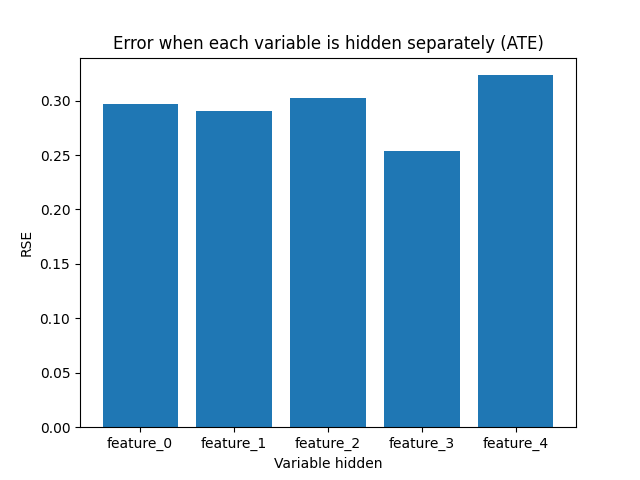 Error when each variable is hidden separately (ATE)
0.30
0.25
0.20
0.15
0.10
0.05
0.00
RSE
feature_0 feature_1 feature_2 feature_3 feature_4
Variable hidden